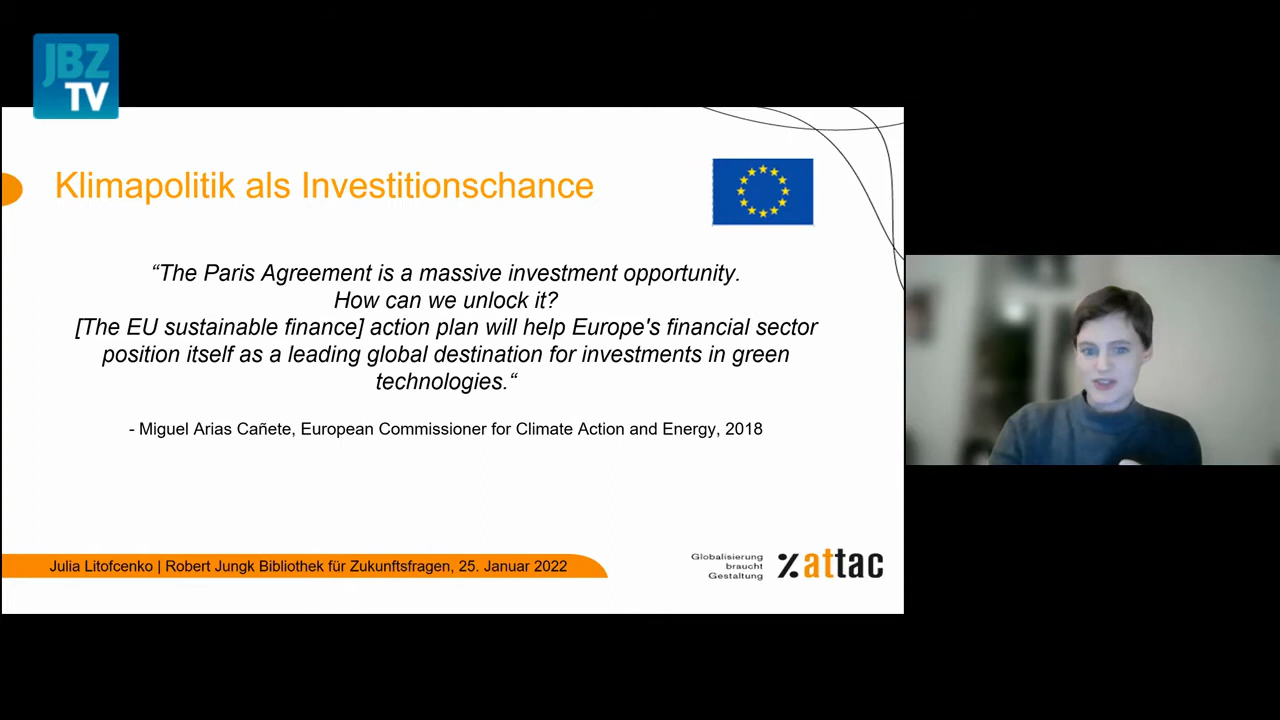 JBZ
TV
Klimapolitik als Investitionschance
“The Paris Agreement is a massive investment opportunity.
How can we unlock it?
[The EU sustainable finance] action plan will help Europe's financial sector
position itself as a leading global destination for investments in green
technologies.“
- Miguel Arias Cañete, European Commissioner for Climate Action and Energy, 2018
Julia Litofcenko | Robert Jungk Bibliothek für Zukunftsfragen, 25. Januar 2022
Globalisierung
braucht
Gestaltung
attac